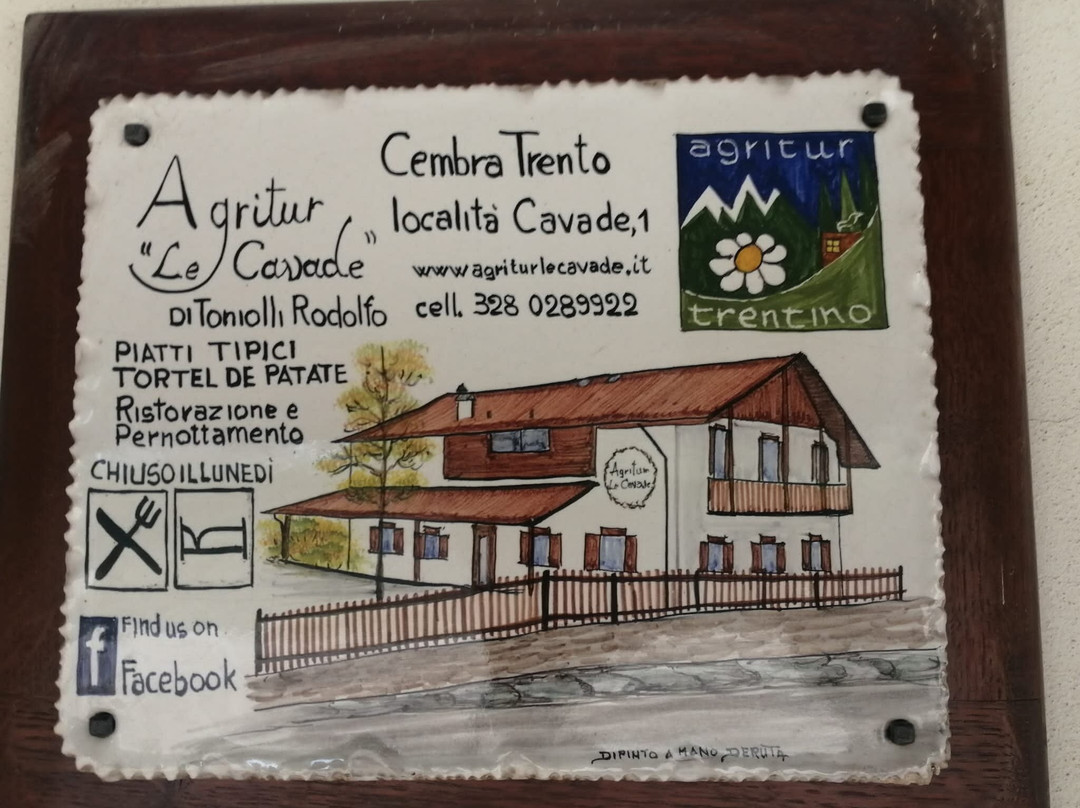 Agritur
"Le Cavade"
DI Toniolli Rodolfo
Cembra Trento
località Cavade,1
www.agriturlecavade.it
cell. 328 0289922
agritur
trentino
PIATTI TIPICI
TORTEL DE PATATE
Ristorazione e
Pernottamento
CHIUSO IL LUNEDÌ
Agritur
Le Cavade
f Find us on
Facebook
DIPINTO A MANO DERUTA